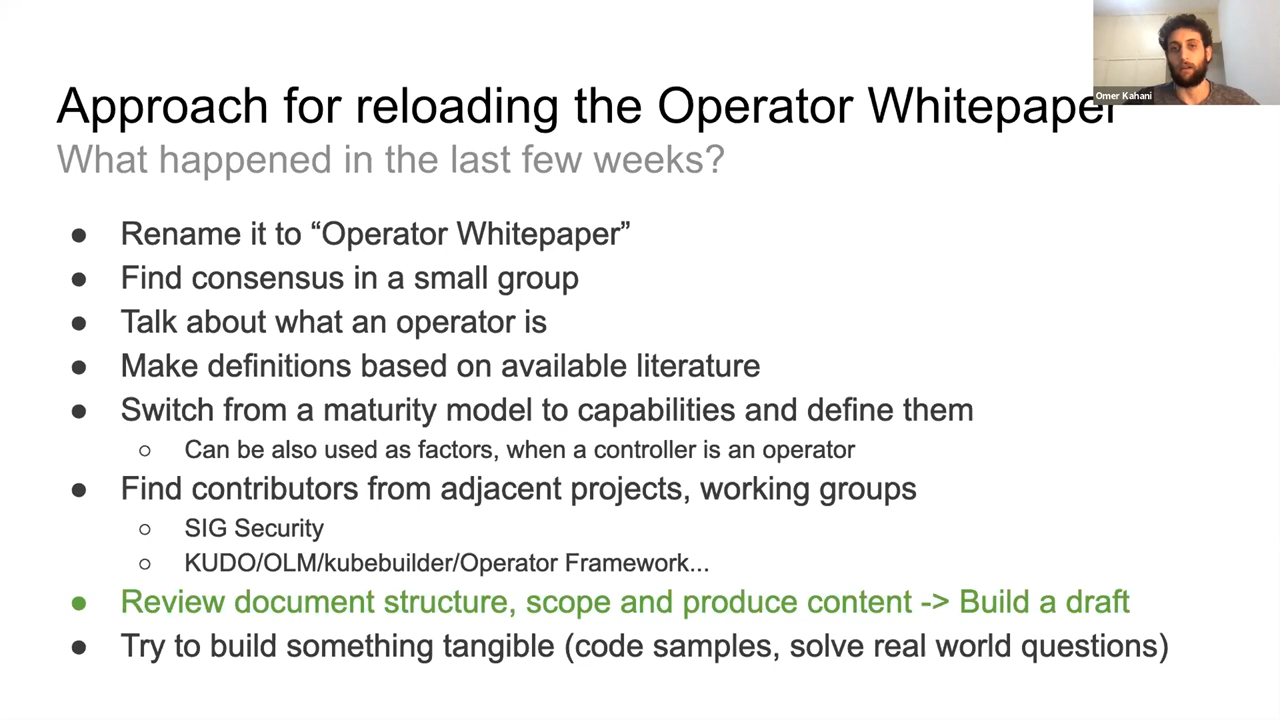 Omer Kahani
Approach for reloading the Operator Whitepaper
What happened in the last few weeks?
● Rename it to “Operator Whitepaper”
● Find consensus in a small group
● Talk about what an operator is
● Make definitions based on available literature
● Switch from a maturity model to capabilities and define them
○ Can be also used as factors, when a controller is an operator
● Find contributors from adjacent projects, working groups
○ SIG Security
○ KUDO/OLM/kubebuilder/Operator Framework...
● Review document structure, scope and produce content -> Build a draft
● Try to build something tangible (code samples, solve real world questions)